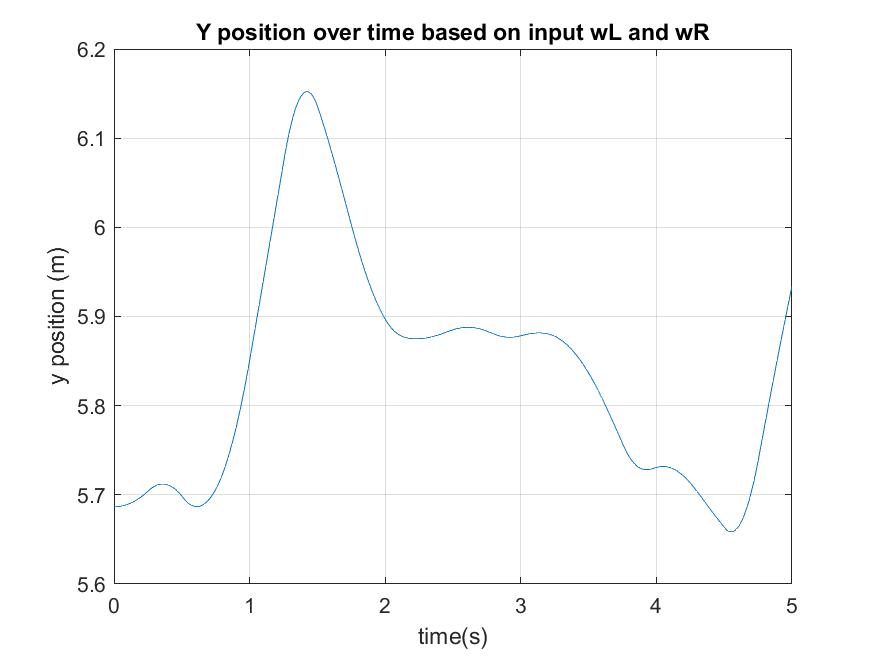 Y position over time based on input wL and wR
6.2
6.1
6
5.9
5.8
5.7
5.6
y position (m)
0 1 2 3 4 5
time(s)